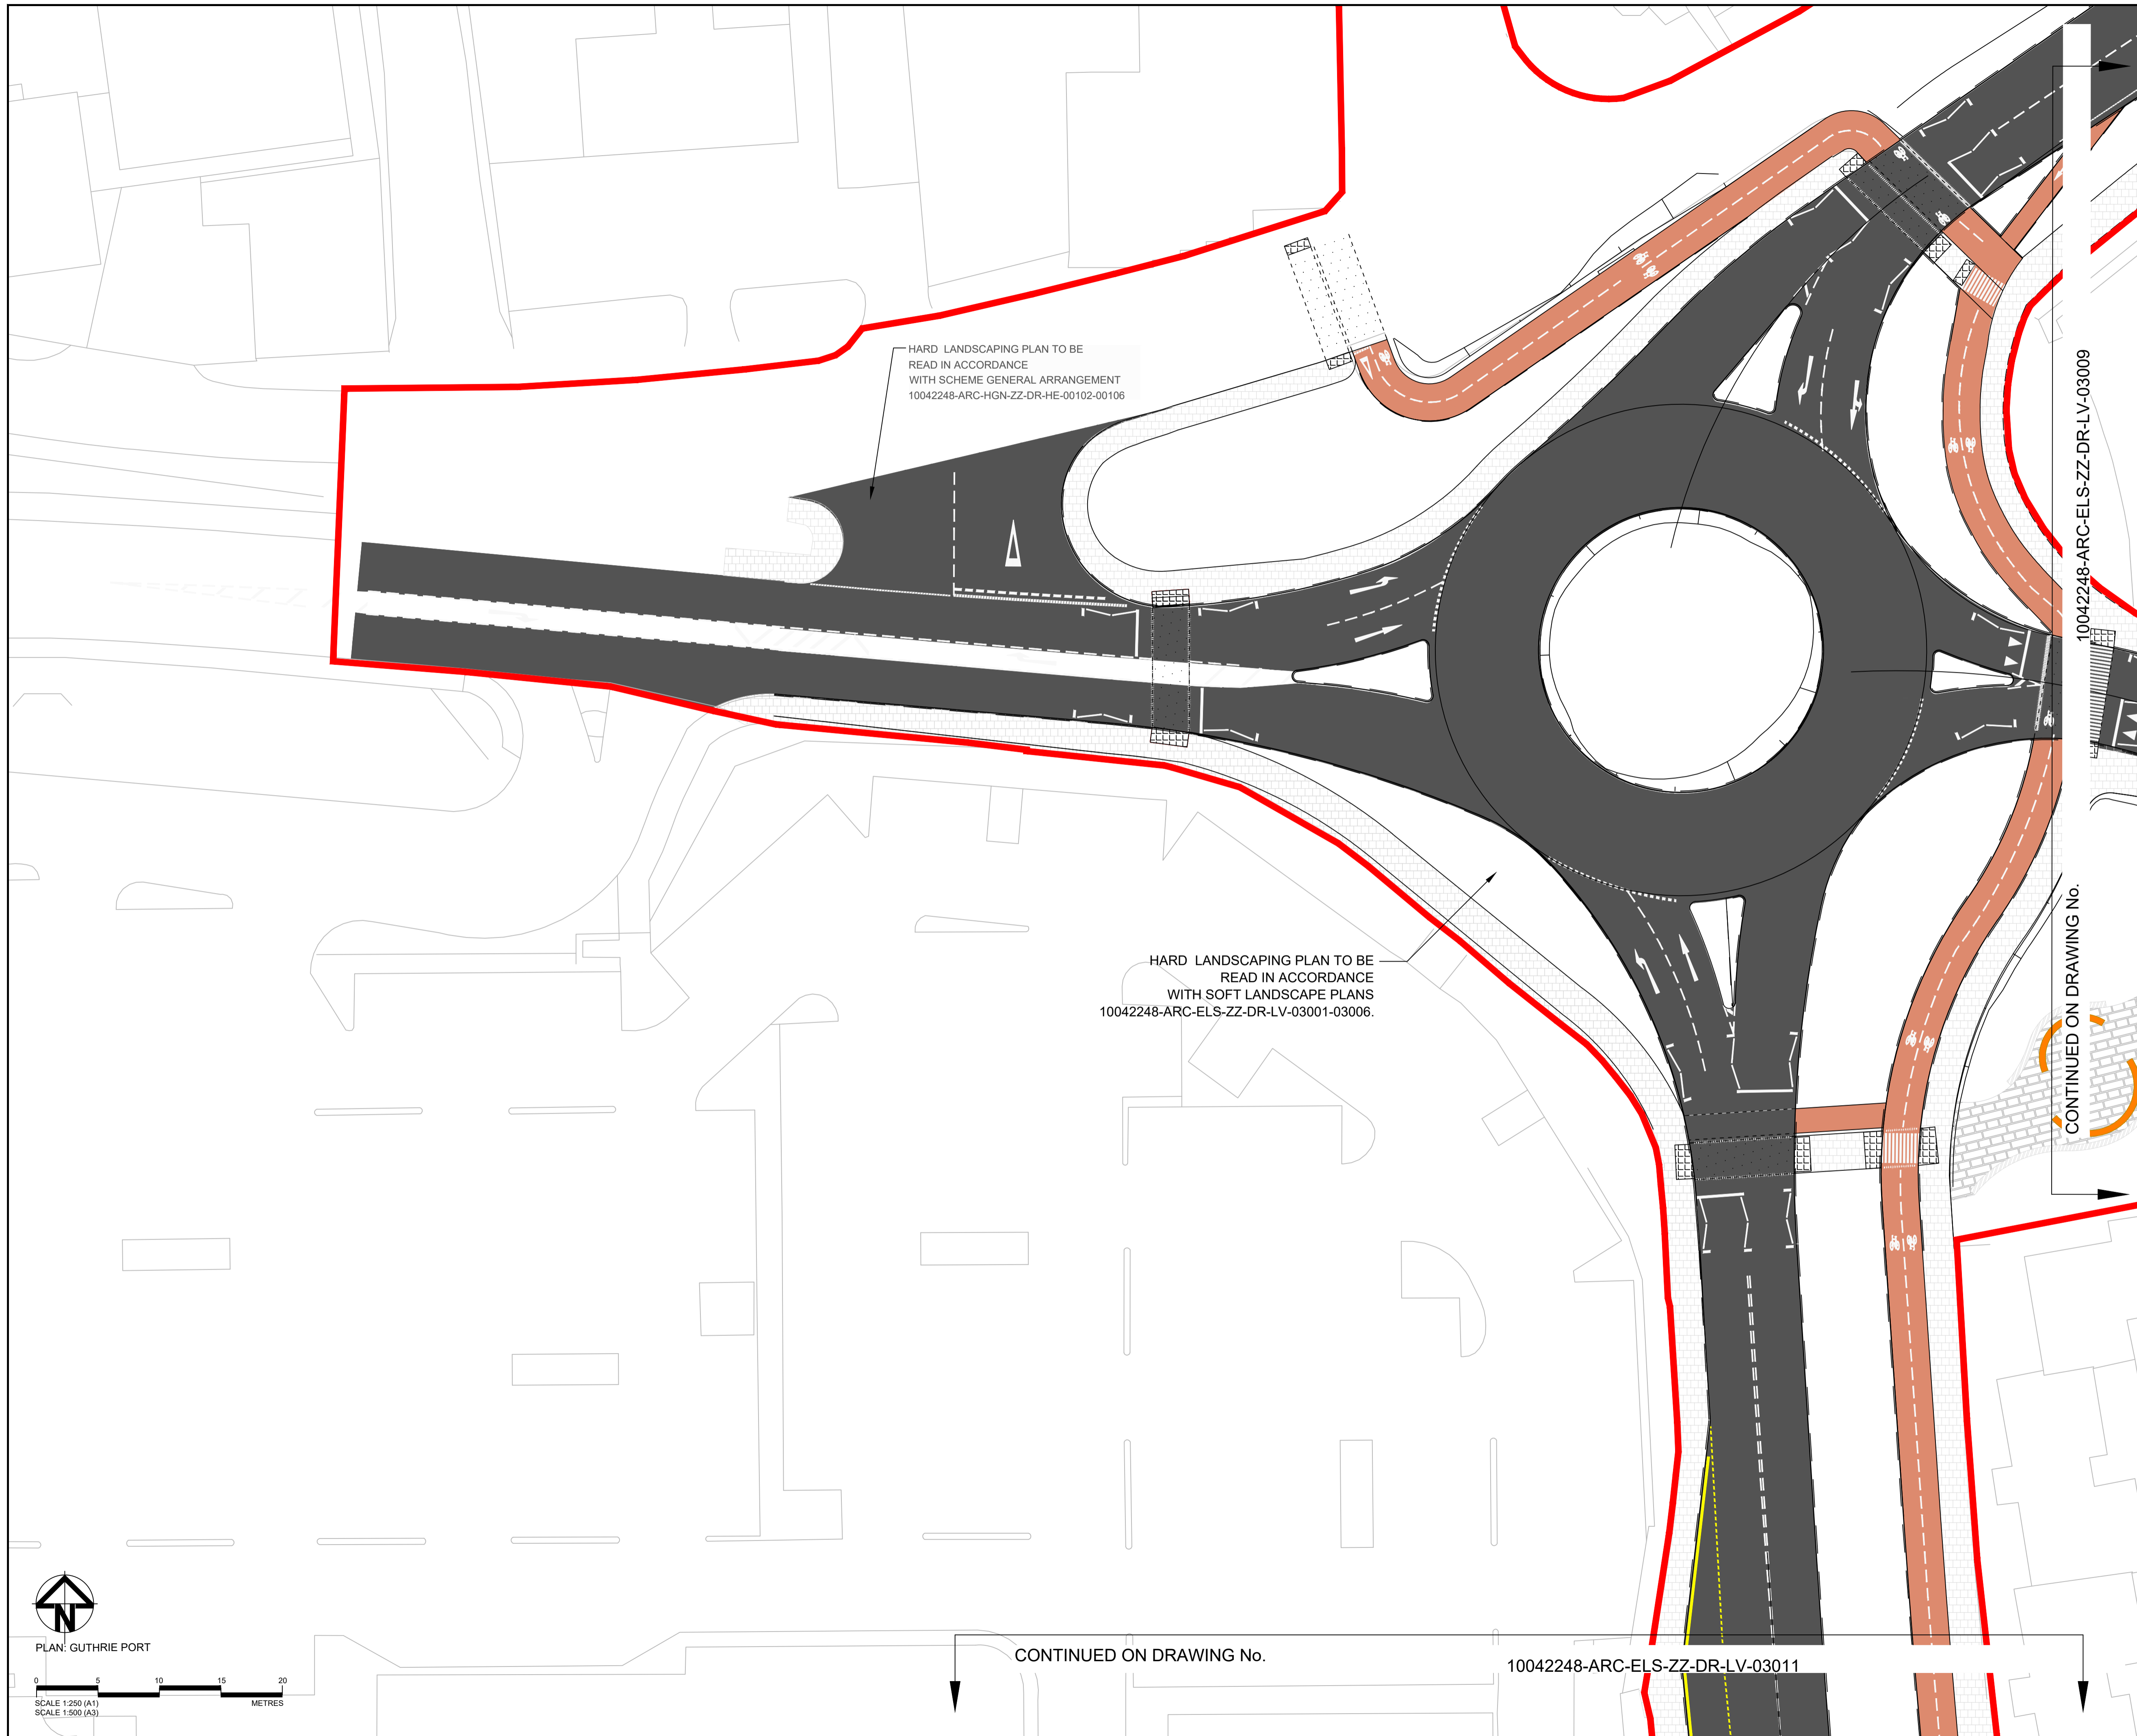 HARD LANDSCAPING PLAN TO BE
READ IN ACCORDANCE
WITH SCHEME GENERAL ARRANGEMENT
10042248-ARC-HGN-ZZ-DR-HE-00102-00106
10042248-ARC-ELS-ZZ-DR-LV-03009
CONTINUED ON DRAWING No.
HARD LANDSCAPING PLAN TO BE
READ IN ACCORDANCE
WITH SOFT LANDSCAPE PLANS
10042248-ARC-ELS-ZZ-DR-LV-03001-03006.
N
PLAN: GUTHRIE PORT
0 5 10 15 20
SCALE 1:250 (A1)
METRES
SCALE 1:500 (A3)
CONTINUED ON DRAWING No.
10042248-ARC-ELS-ZZ-DR-LV-03011